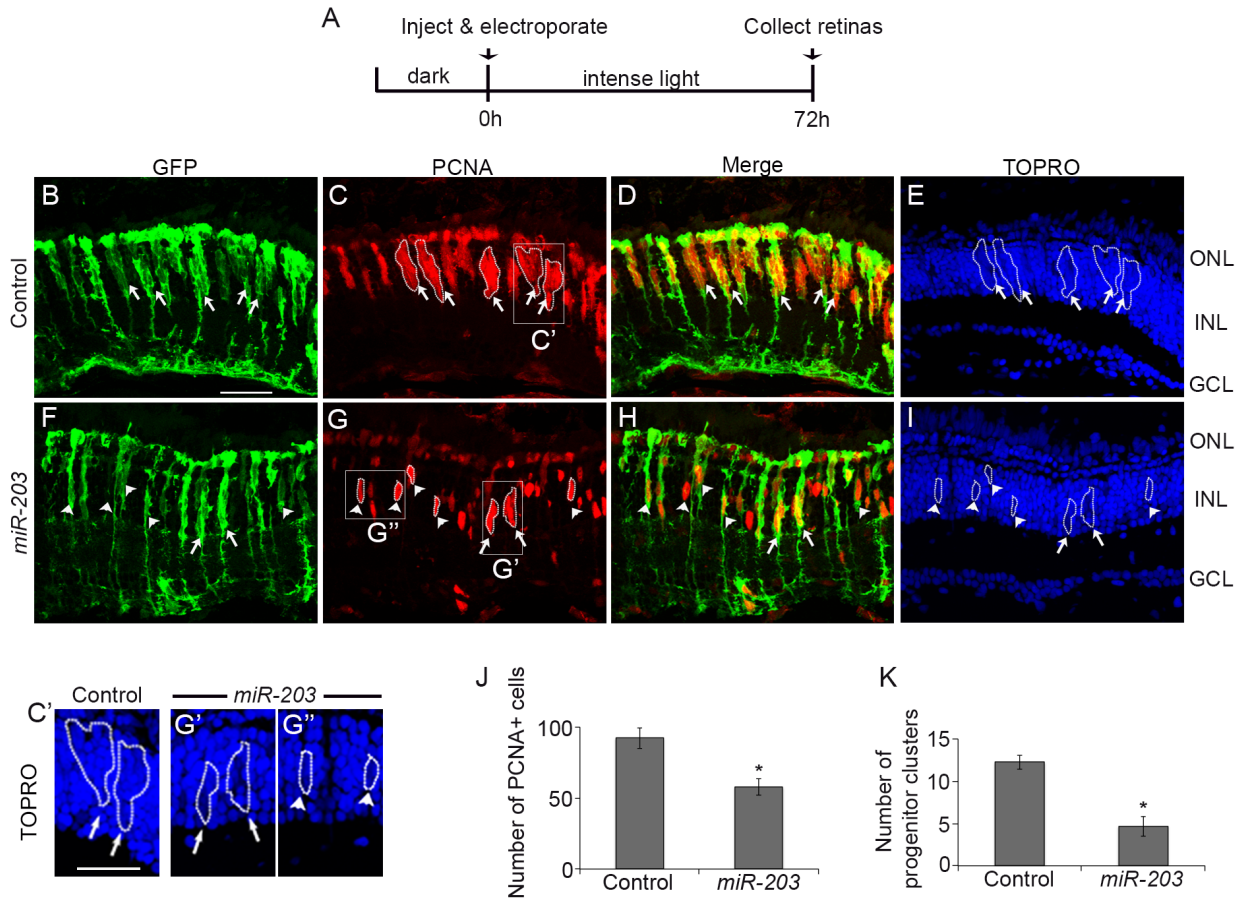 A
Inject & electroporate
Collect retinas
dark
intense light
0h
72h
GFP
PCNA
Merge
TOPRO
Control
B
C
C’
D
E
ONL
INL
GCL
miR-203
F
G
G’’
G’
H
I
ONL
INL
GCL
Control
miR-203
TOPRO
C’
G’
G’’
J
Number of PCNA+ cells
100
50
0
*
Control
miR-203
K
Number of
progenitor clusters
15
10
5
0
*
Control
miR-203